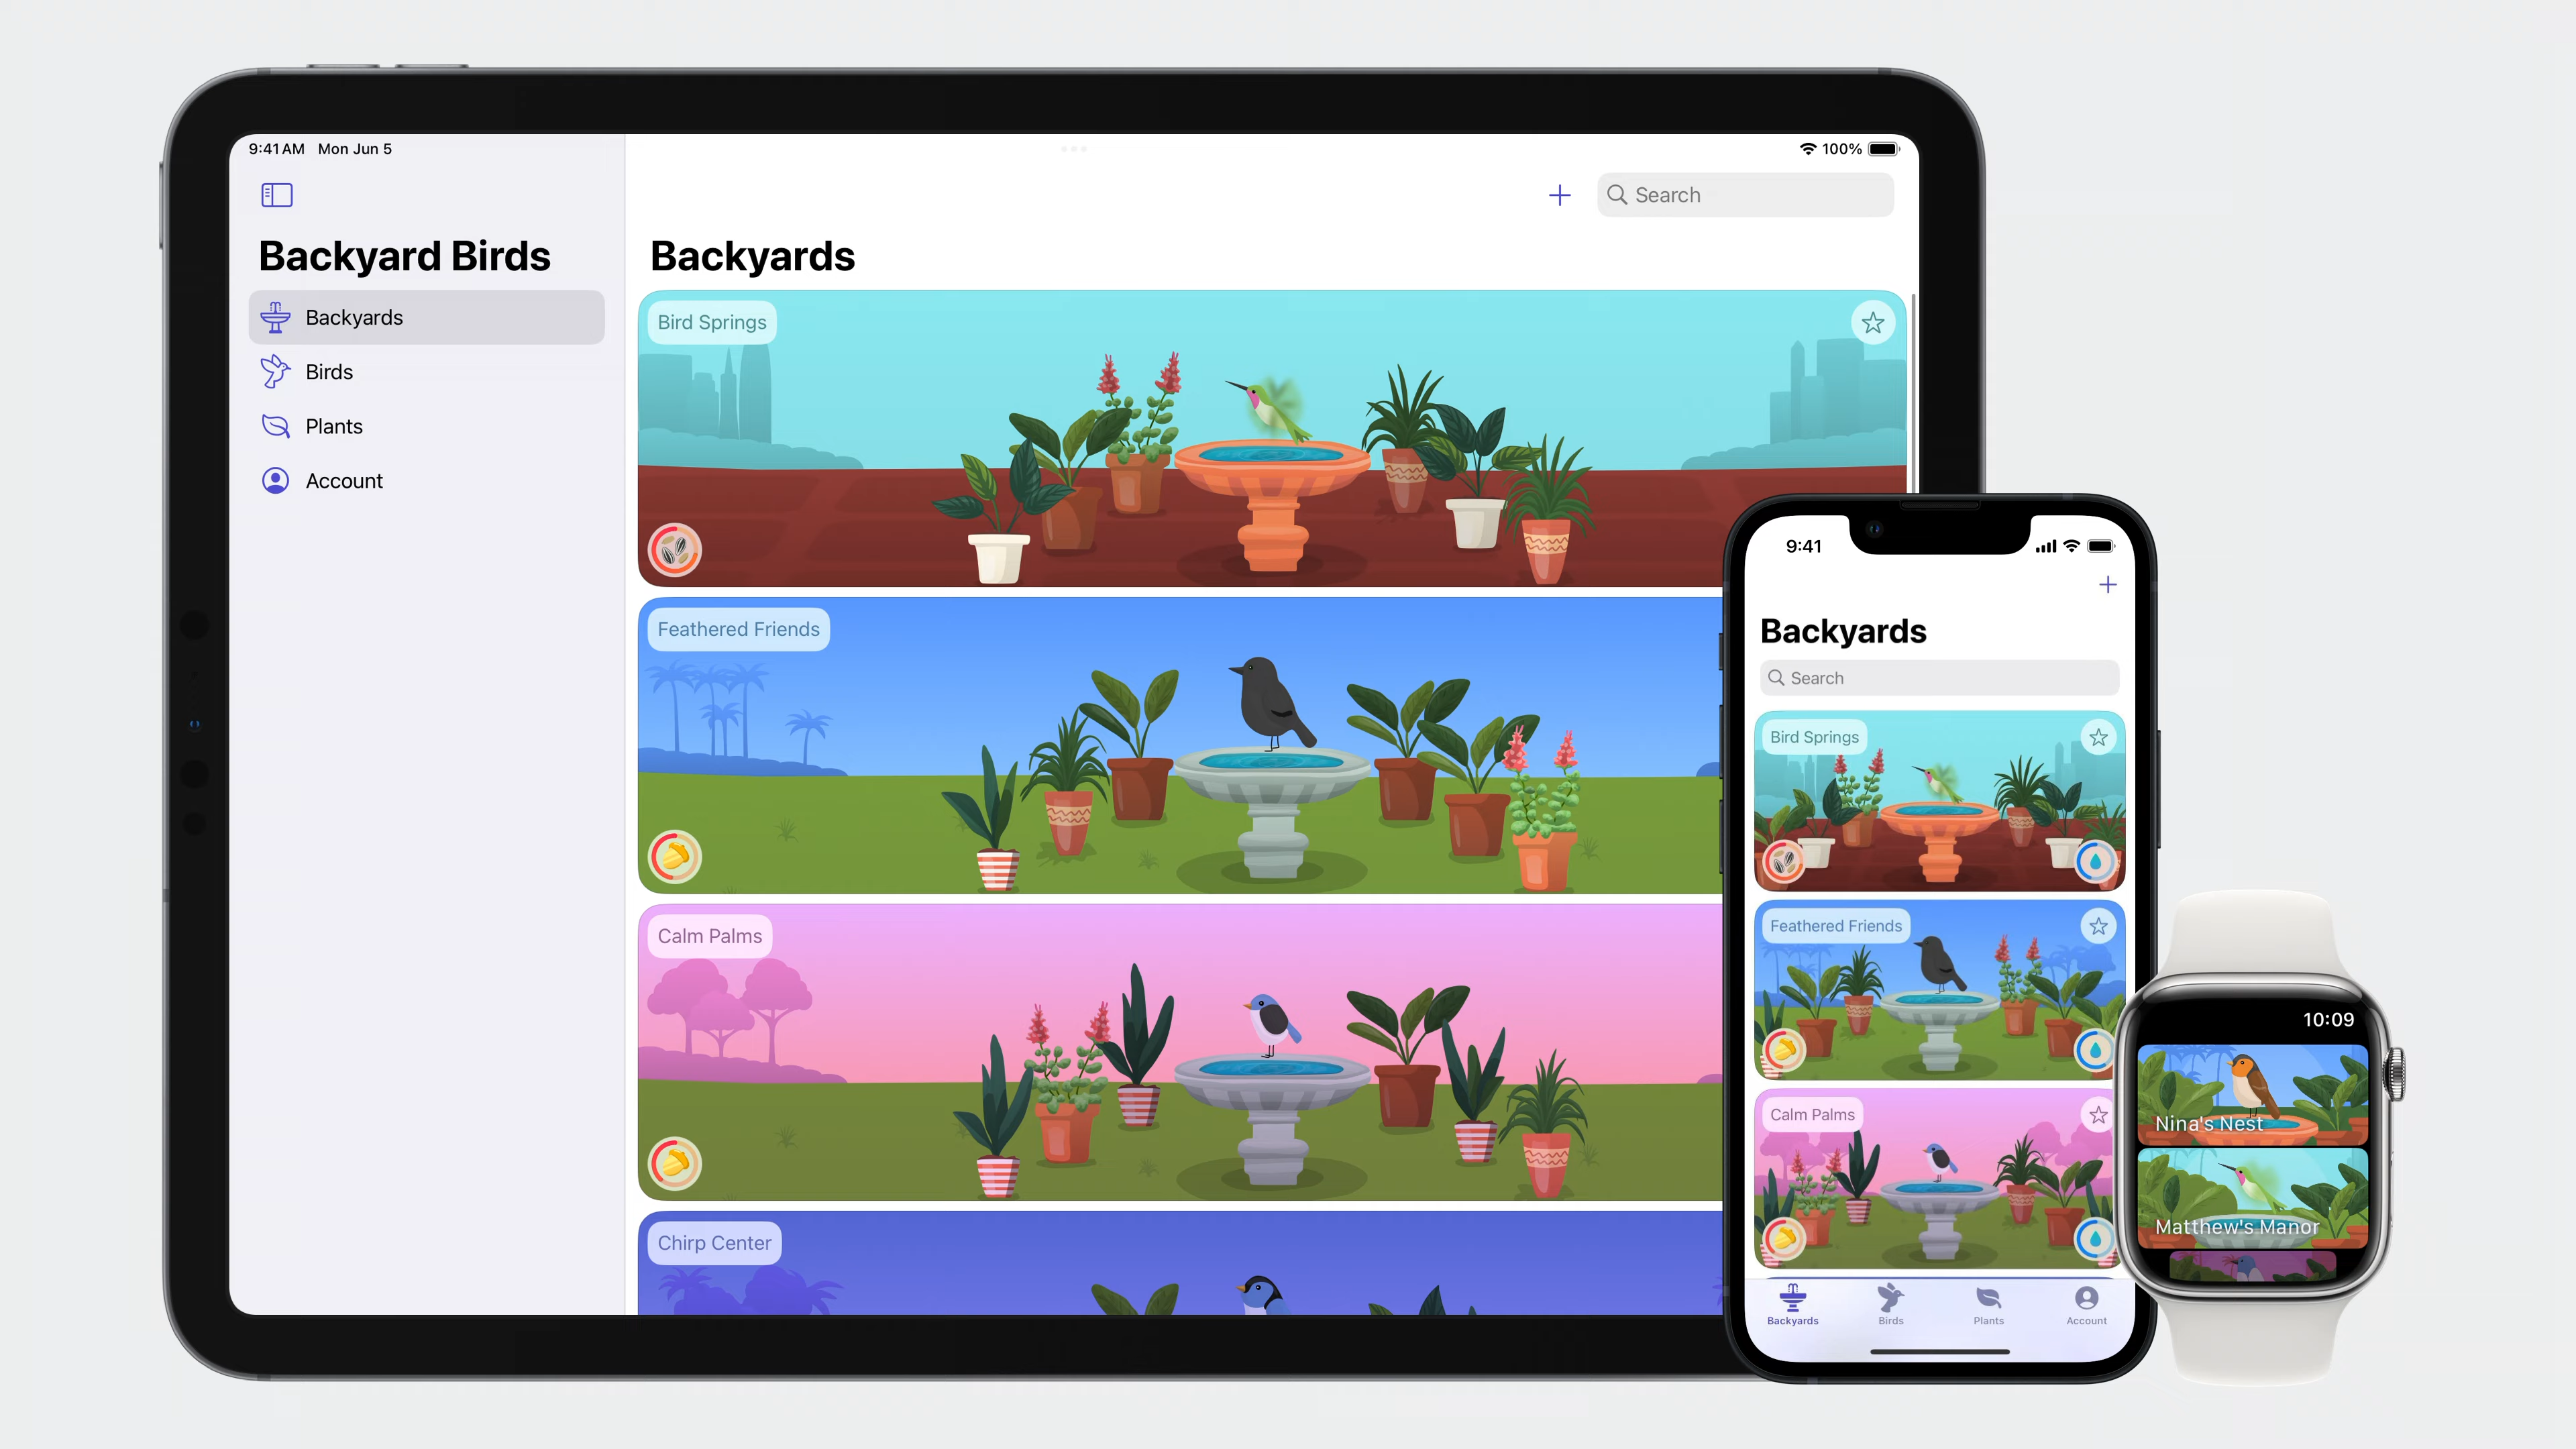 9:41 AM Mon Jun 5
100%
Search
Backyard Birds
Backyards
Birds
Plants
Account
Backyards
Bird Springs
Feathered Friends
Calm Palms
Chirp Center
9:41
Backyards
Search
Bird Springs
Feathered Friends
Calm Palms
Backyards
Birds
Plants
Account
10:09
Nina's Nest
Matthew's Manor